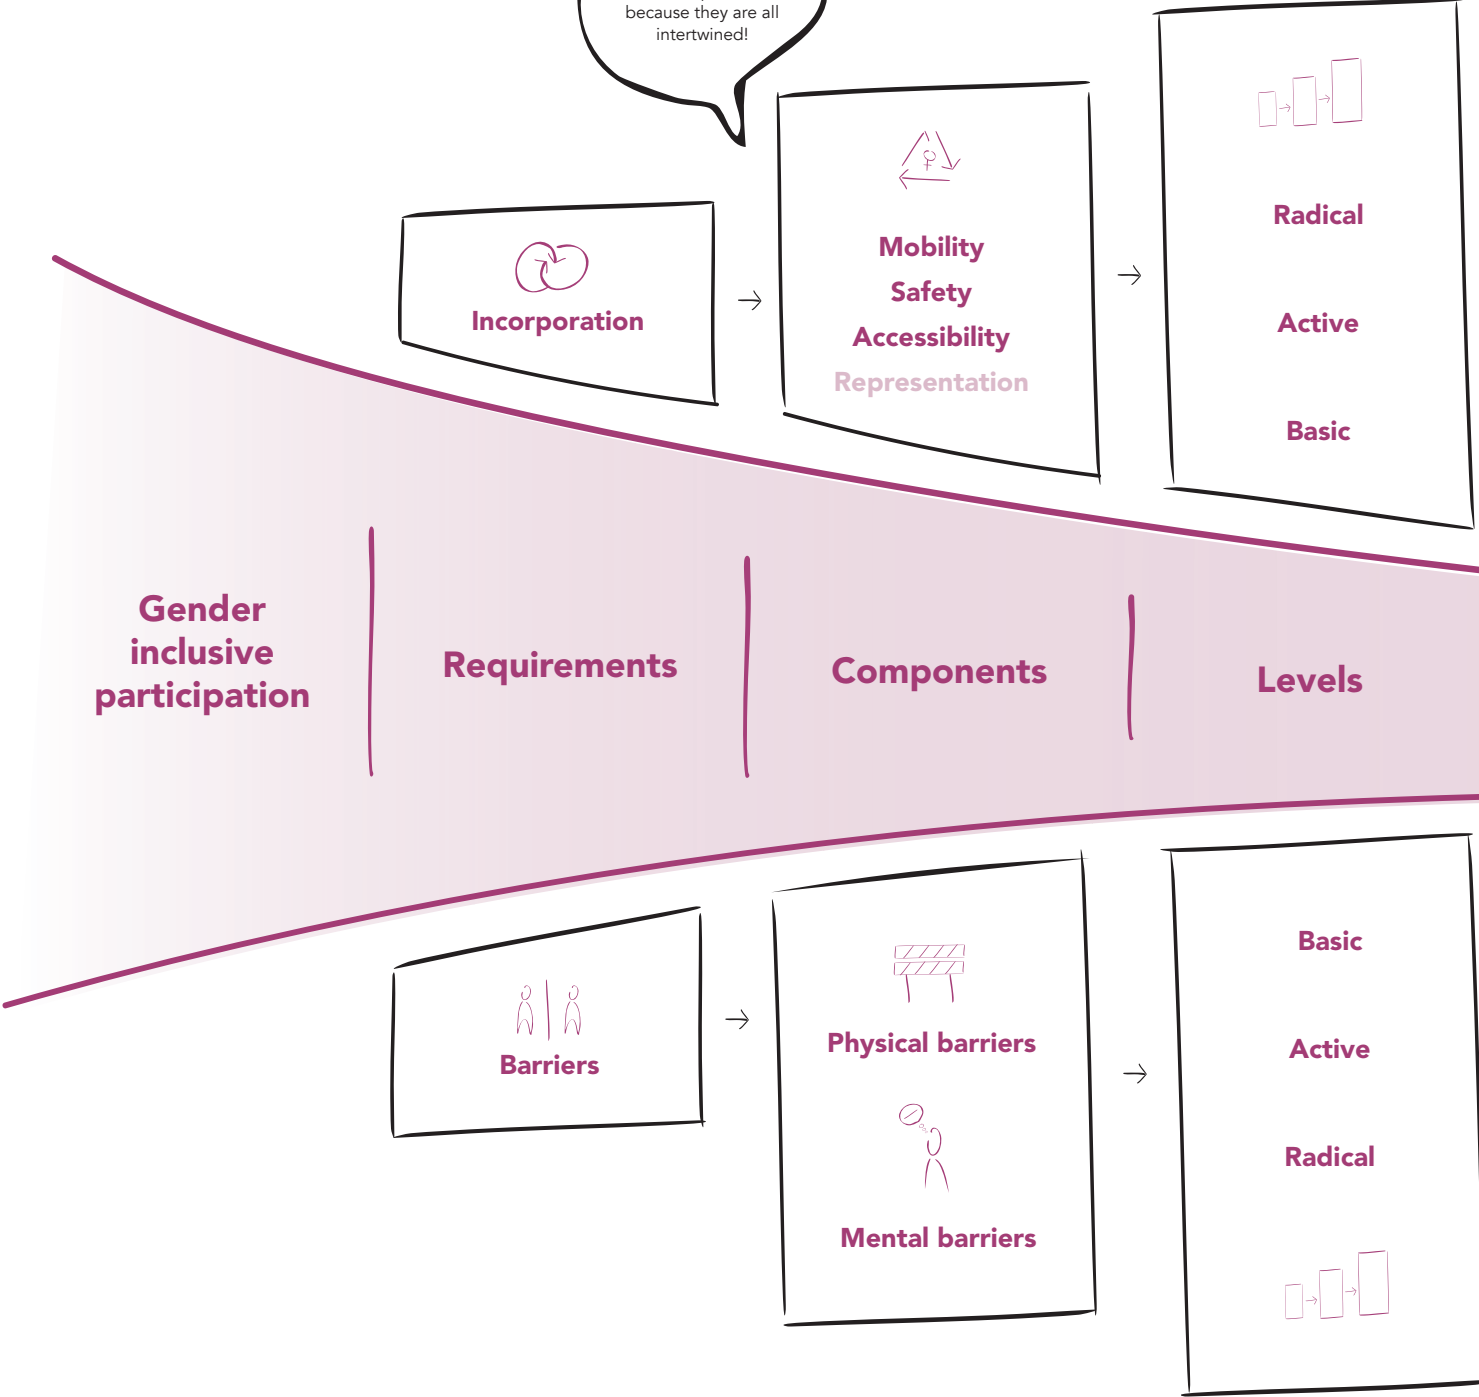 because they are all
intertwined!
Incorporation
Mobility
Safety
Accessibility
Representation
Radical
Active
Basic
Gender
inclusive
participation
Requirements
Components
Levels
Barriers
Physical barriers
Mental barriers
Basic
Active
Radical